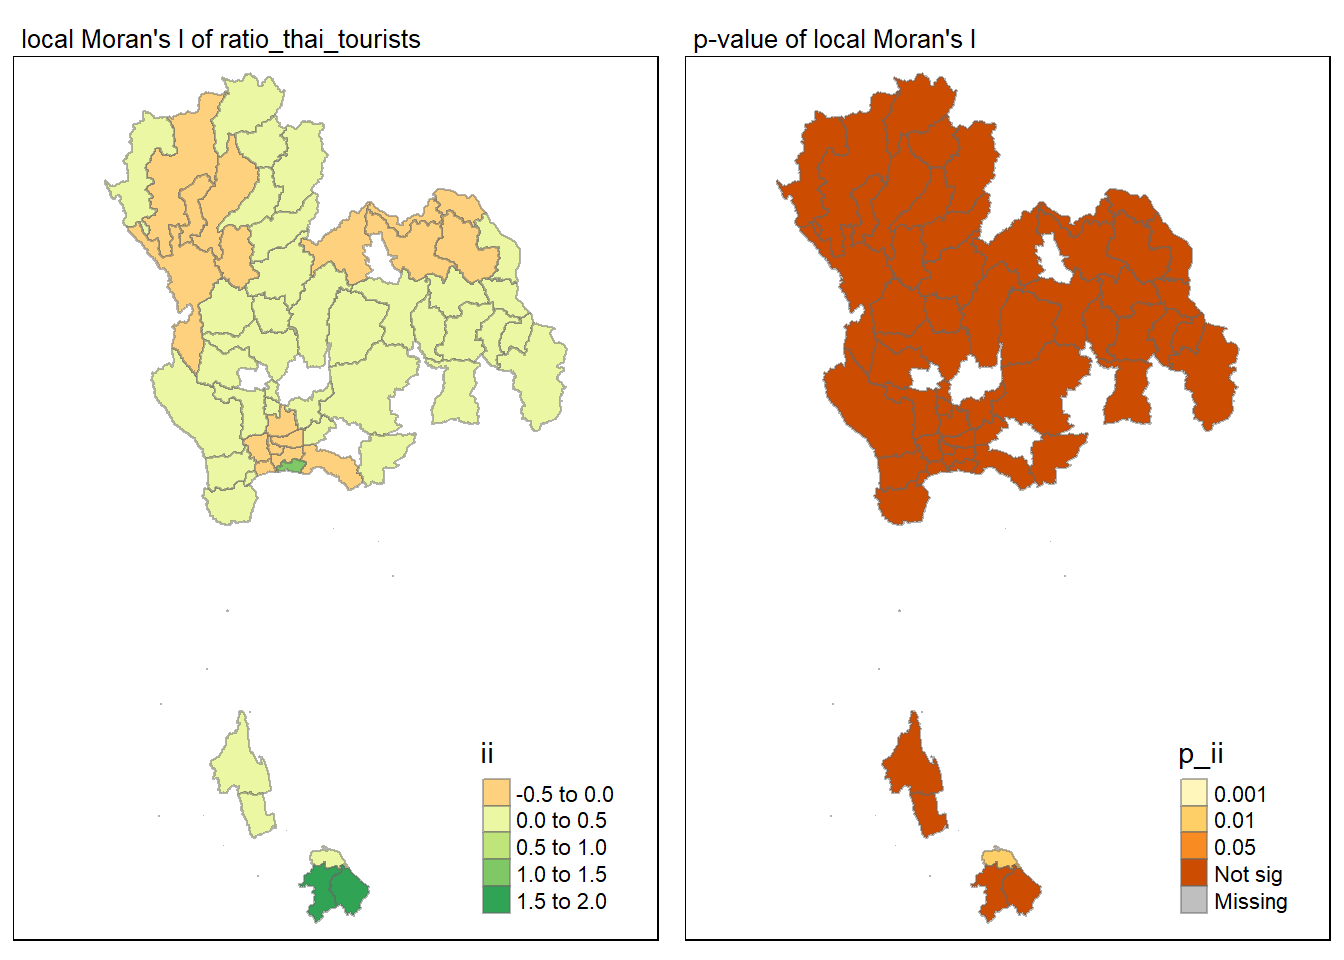 local Moran's I of ratio_thai_tourists
ii
-0.5 to 0.0
0.0 to 0.5
0.5 to 1.0
1.0 to 1.5
1.5 to 2.0
p-value of local Moran's I
p_ii
0.001
0.01
0.05
Not sig
Missing